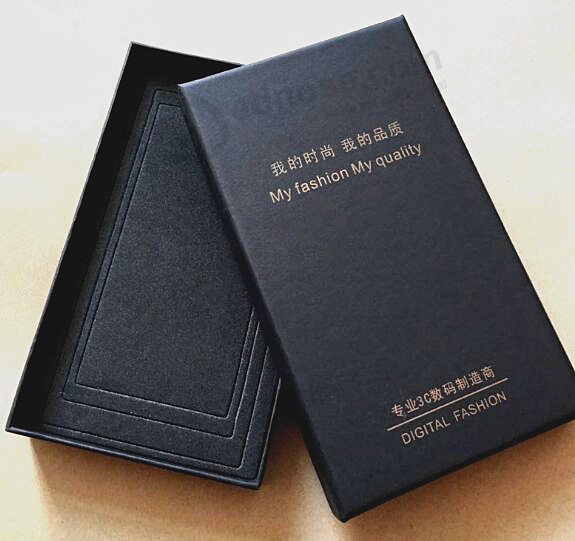 我的时尚 我的品质
My fashion My quality
专业3C数码制造商
DIGITAL FASHION